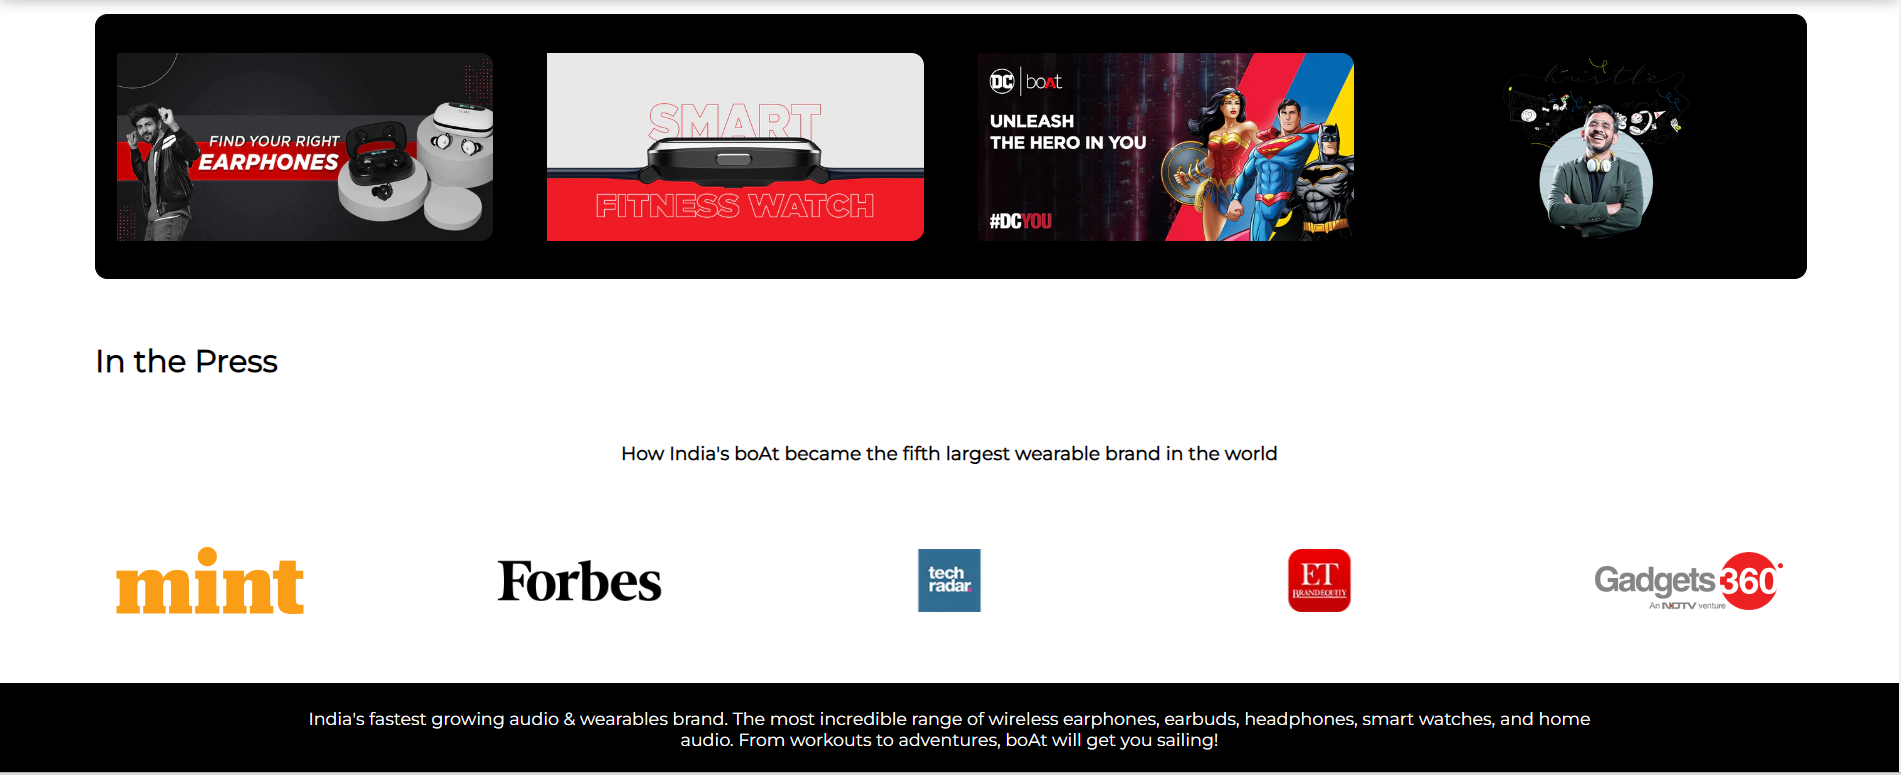 FIND YOUR RIGHT
EARPHONES
SMART
FITNESS WATCH
DC boAt
UNLEASH
THE HERO IN YOU
#DCYOU
hustle
In the Press
How India's boAt became the fifth largest wearable brand in the world
mint
Forbes
tech
radar
ET
BRANDEQUITY
Gadgets 360
An NDTV venture
India's fastest growing audio & wearables brand. The most incredible range of wireless earphones, earbuds, headphones, smart watches, and home
audio. From workouts to adventures, boAt will get you sailing!